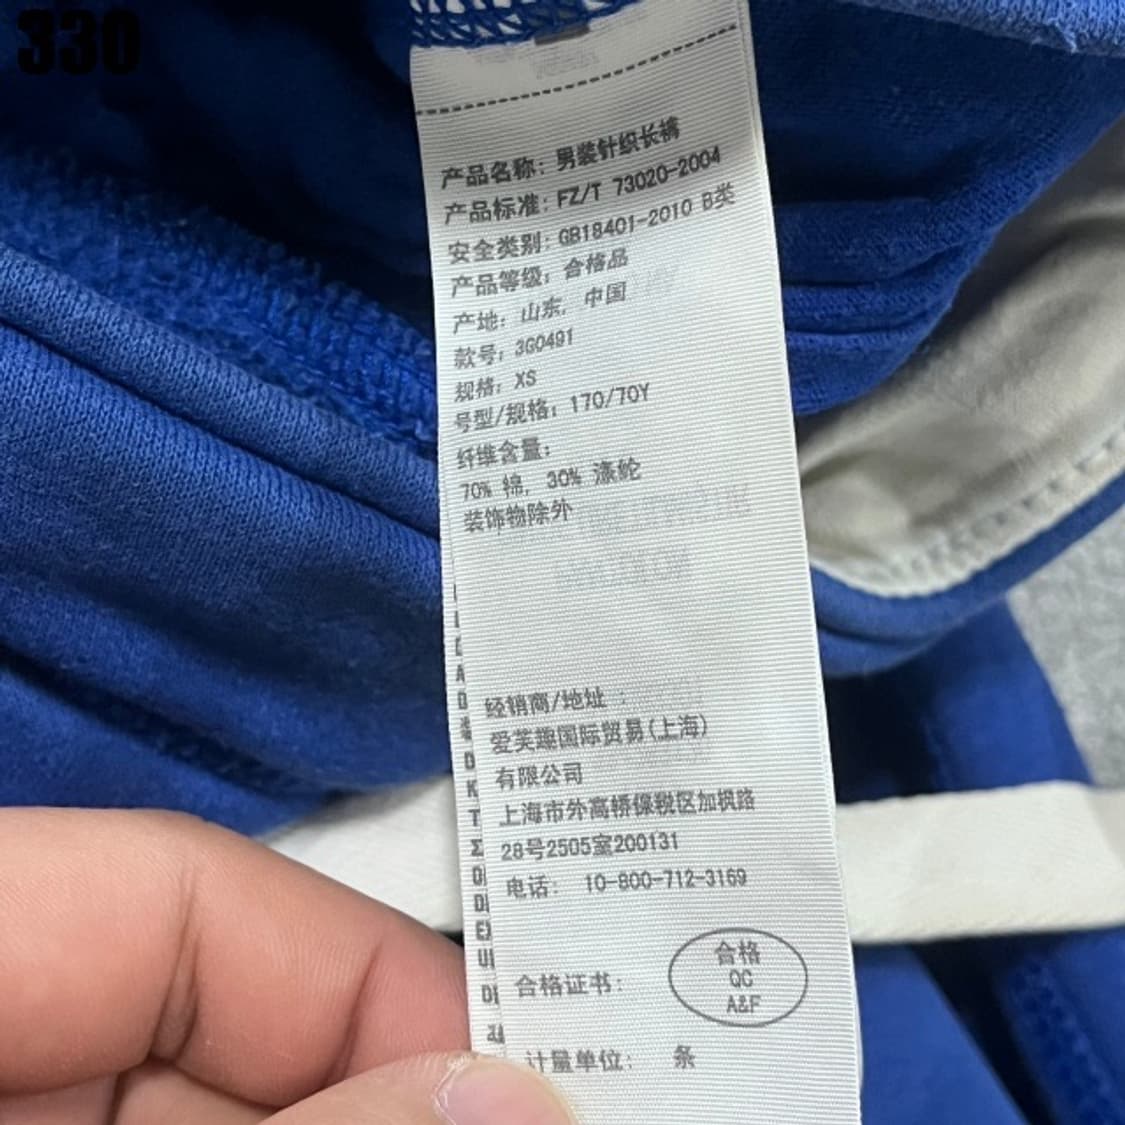 330
产品名称: 男装针织长裤
产品标准: FZ/T 73020-2004
安全类别: GB18401-2010 B类
产品等级: 合格品
产地: 山东, 中国
款号: 3G0491
规格: XS
号型/规格: 170/70Y
纤维含量:
70% 棉, 30% 涤纶
装饰物除外
经销商/地址 :
爱芙趣国际贸易(上海)
有限公司
上海市外高桥保税区加枫路
28号2505室200131
电话: 10-800-712-3169
合格证书:
合格
QC
A&F
计量单位: 条